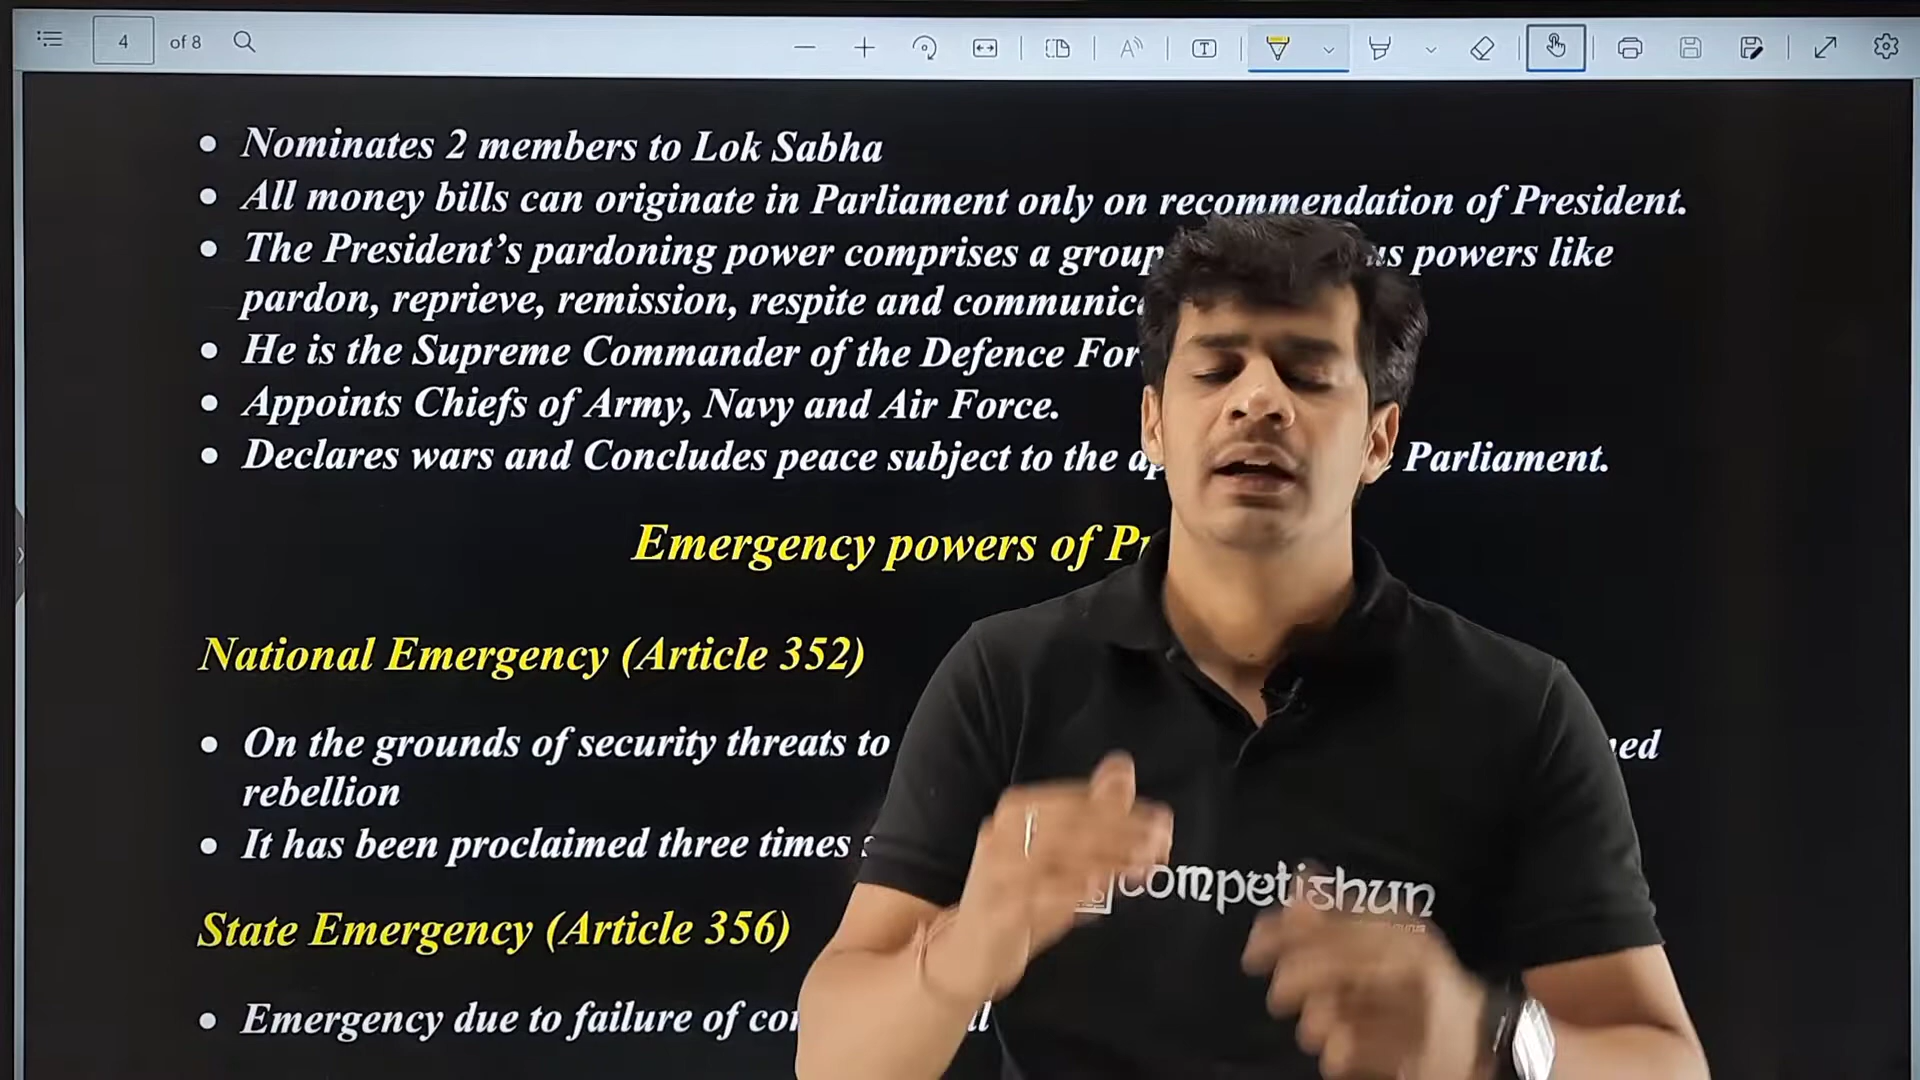 4 of 8
Nominates 2 members to Lok Sabha
All money bills can originate in Parliament only on recommendation of President.
The President’s pardoning power comprises a group powers like
pardon, reprieve, remission, respite and
He is the Supreme Commander of the Defence
Appoints Chiefs of Army, Navy and Air Force.
Declares wars and Concludes peace subject to the Parliament.
Emergency powers of
National Emergency (Article 352)
On the grounds of security threats to
rebellion
It has been proclaimed three times
State Emergency (Article 356)
Emergency due to failure of
competishun